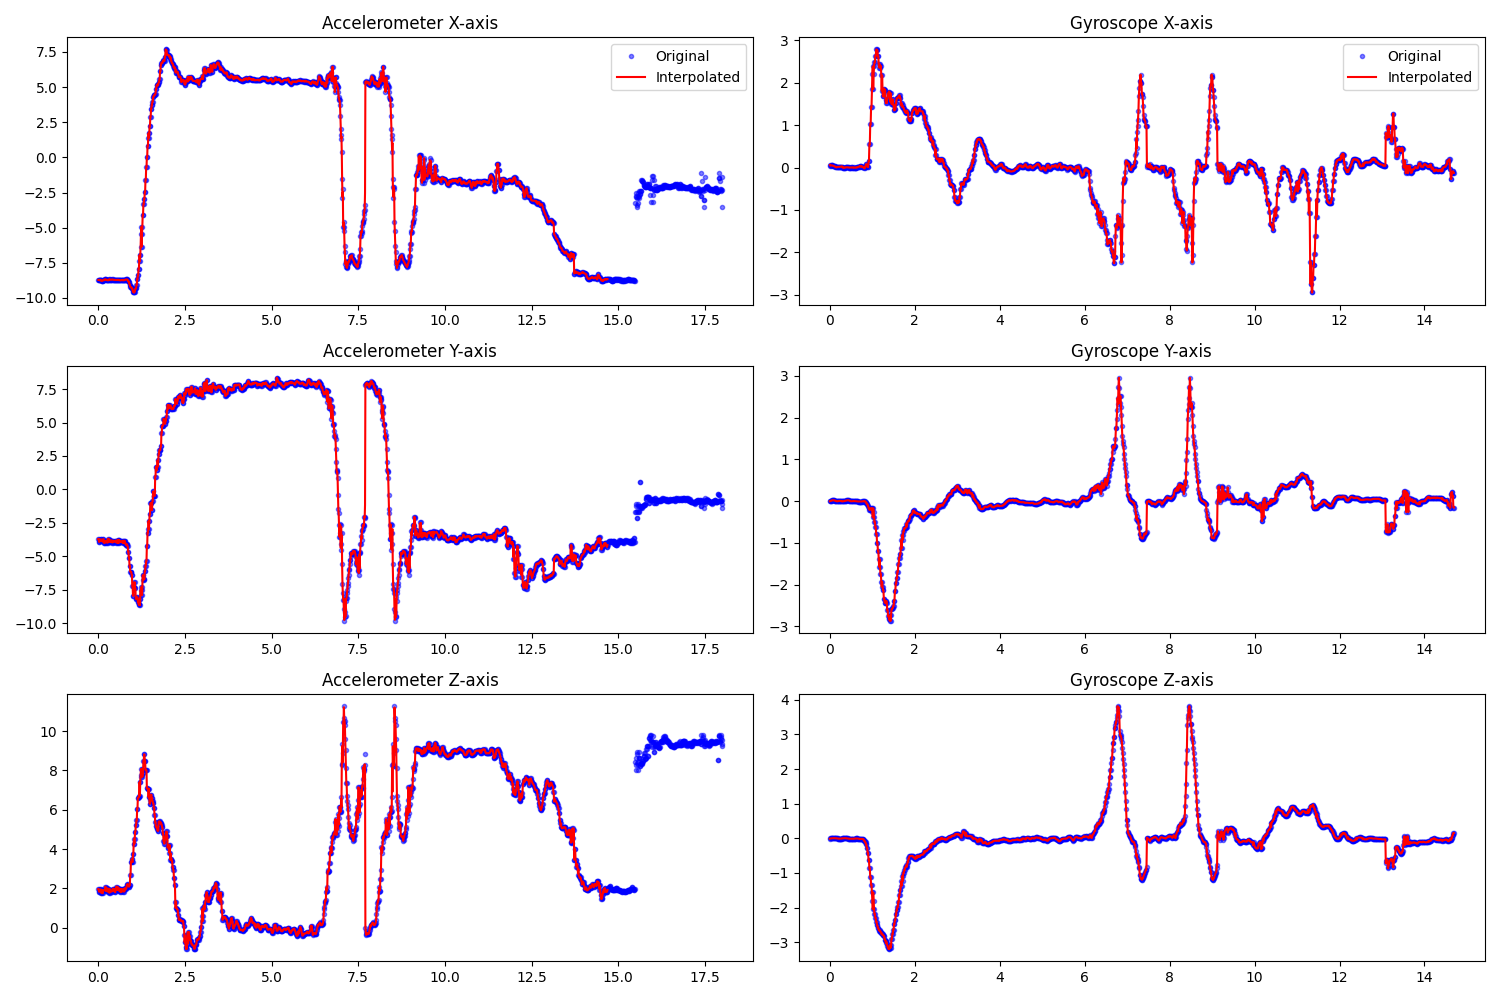 Accelerometer X-axis
7.5
5.0
2.5
0.0
−2.5
−5.0
−7.5
−10.0
0.0 2.5 5.0 7.5 10.0 12.5 15.0 17.5
Original
Interpolated
Gyroscope X-axis
3
2
1
0
−1
−2
−3
0 2 4 6 8 10 12 14
Original
Interpolated
Accelerometer Y-axis
7.5
5.0
2.5
0.0
−2.5
−5.0
−7.5
−10.0
0.0 2.5 5.0 7.5 10.0 12.5 15.0 17.5
Gyroscope Y-axis
3
2
1
0
−1
−2
−3
0 2 4 6 8 10 12 14
Accelerometer Z-axis
10
8
6
4
2
0
0.0 2.5 5.0 7.5 10.0 12.5 15.0 17.5
Gyroscope Z-axis
4
3
2
1
0
−1
−2
−3
0 2 4 6 8 10 12 14